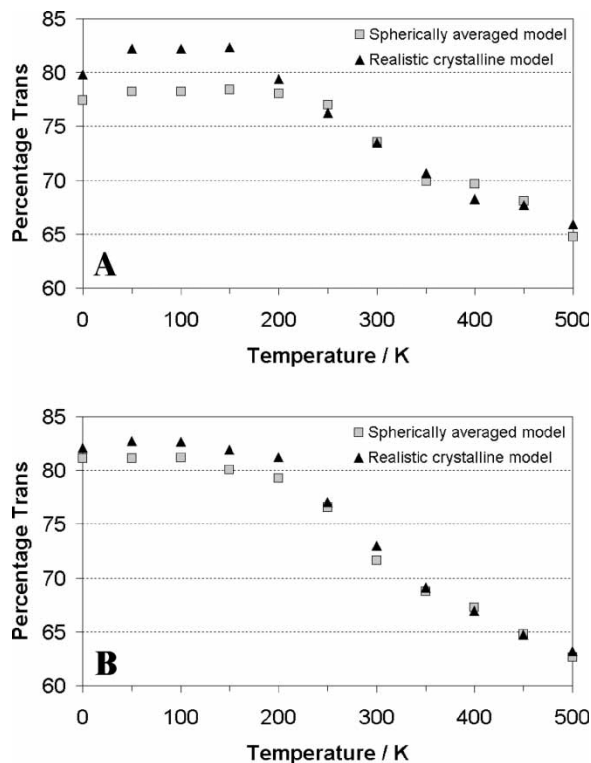 85
80
75
70
65
60
Percentage Trans
Spherically averaged model
Realistic crystalline model
A
0 100 200 300 400 500
Temperature / K
85
80
75
70
65
60
Percentage Trans
Spherically averaged model
Realistic crystalline model
B
0 100 200 300 400 500
Temperature / K